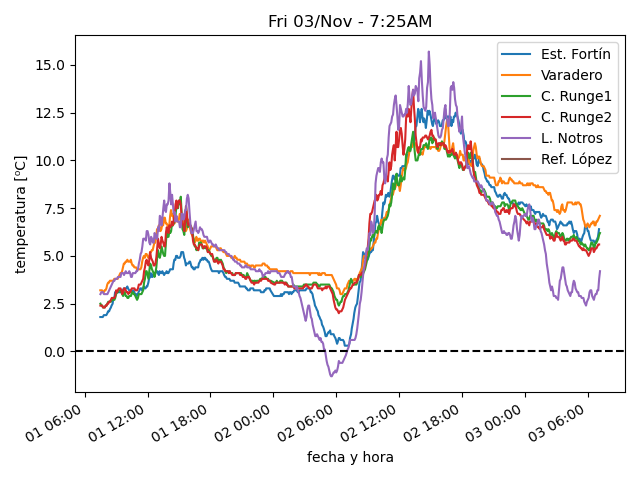 Fri 03/Nov - 7:25AM
temperatura [ºC]
15.0
12.5
10.0
7.5
5.0
2.5
0.0
Est. Fortín
Varadero
C. Runge1
C. Runge2
L. Notros
Ref. López
01 06:00
01 12:00
01 18:00
02 00:00
02 06:00
02 12:00
02 18:00
03 00:00
03 06:00
fecha y hora